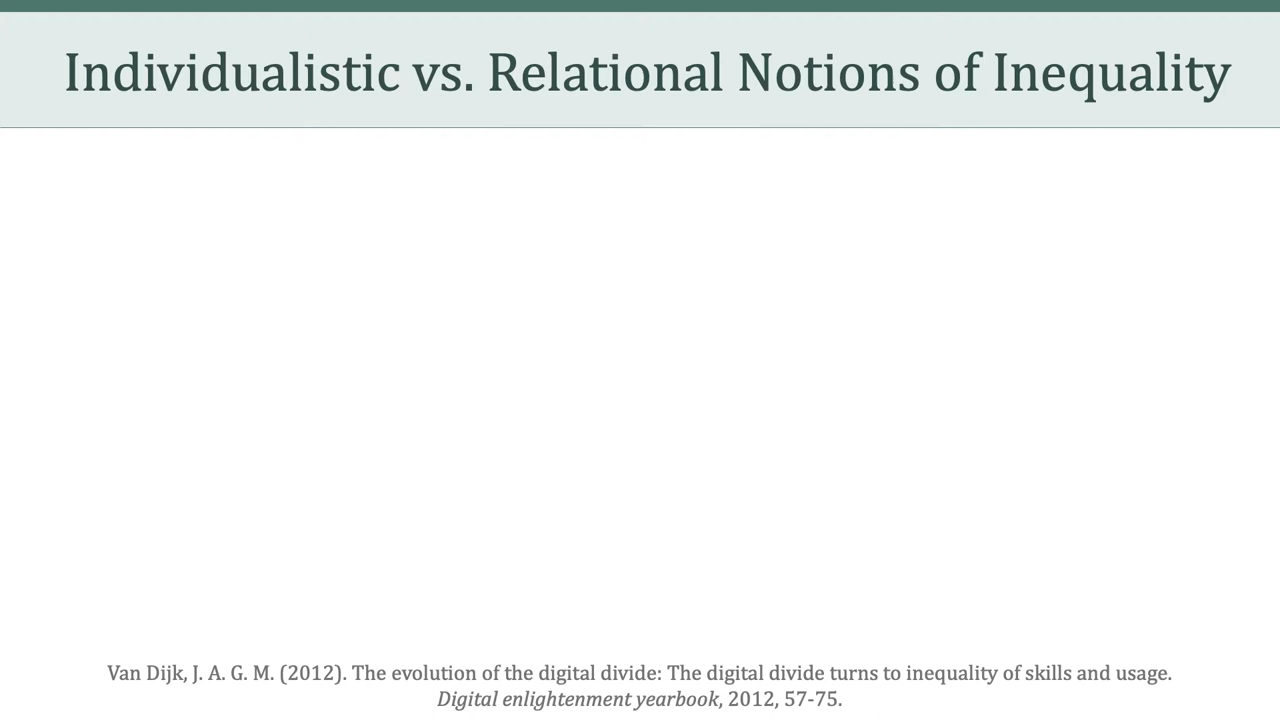 Individualistic vs. Relational Notions of Inequality
Van Dijk, J. A. G. M. (2012). The evolution of the digital divide: The digital divide turns to inequality of skills and usage.
Digital enlightenment yearbook, 2012, 57-75.